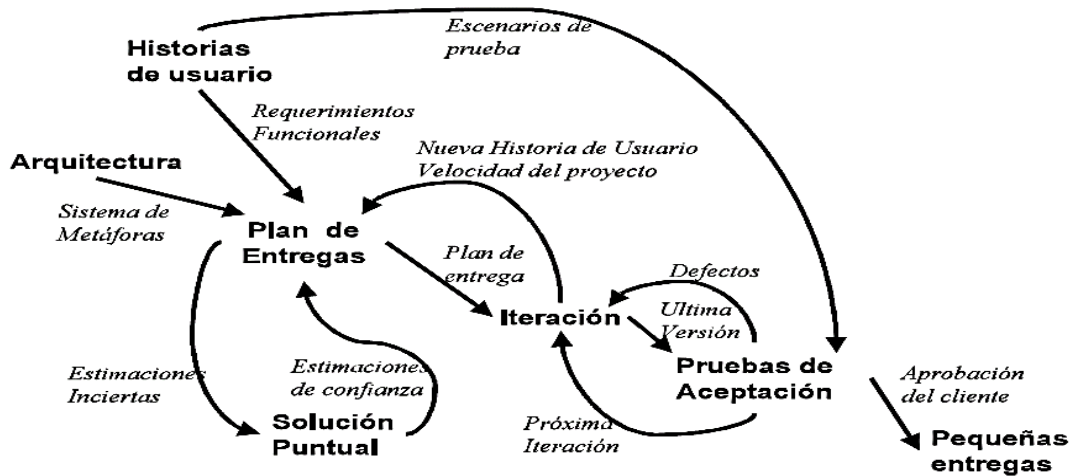 Escenarios de
prueba
Historias
de usuario
Requerimientos
Funcionales
Nueva Historia de Usuario
Velocidad del proyecto
Arquitectura
Sistema de
Metáforas
Plan de
Entregas
Plan de
entrega
Defectos
Iteración
Ultima
Versión
Pruebas de
Aceptación
Estimaciones
Inciertas
Estimaciones
de confianza
Aprobación
del cliente
Solución
Puntual
Próxima
Iteración
Pequeñas
entregas